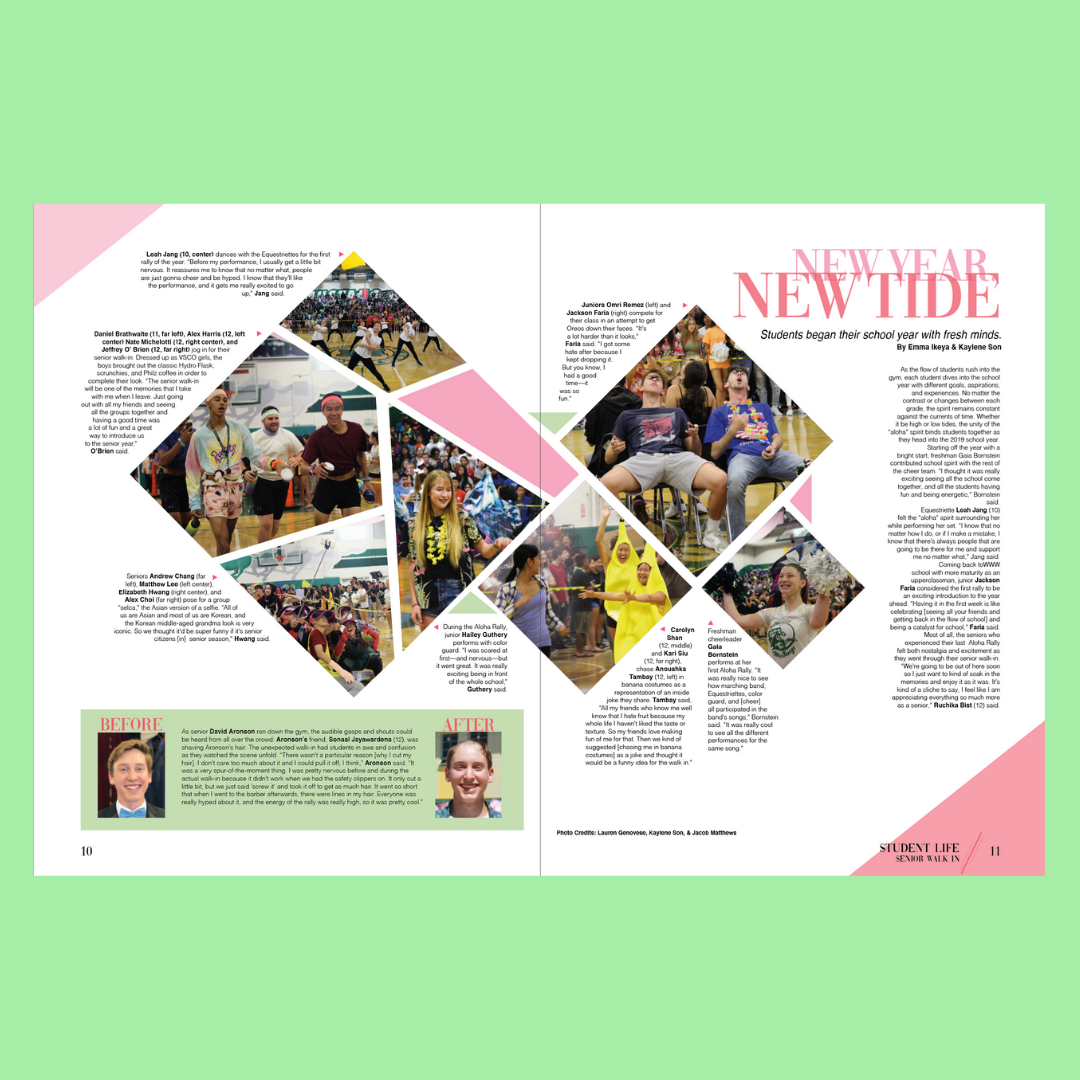 Leah Jang (10, center) dances with the Equestriettes for the first
rally of the year. "Before my performance, I usually get a little bit
nervous. It reassures me to know that no matter what, people
are just gonna cheer and be hyped. I know that they'll like
the performance, and it gets me really excited to go
up," Jang said.
Daniel Brathwaite (11, far left), Alex Harris (12, left
center) Nate Michelotti (12, right center), and
Jeffrey O' Brien (12, far right) jog in for their
senior walk-in. Dressed up as VSCO girls, the
boys brought out the classic Hydro Flask,
scrunchies, and Philz coffee in order to
complete their look. "The senior walk-in
will be one of the memories that I take
with me when I leave. Just going
out with all my friends and seeing
all the groups together and
having a good time was
a lot of fun and a great
way to introduce us
to the senior year,"
O'Brien said.
Seniors Andrew Chang (far
left), Matthew Lee (left center),
Elizabeth Hwang (right center), and
Alex Choi (far right) pose for a group
"selca," the Asian version of a selfie. "All of
us are Asian and most of us are Korean, and
the Korean middle-aged grandma look is very
iconic. So we thought it'd be super funny if it's senior
citizens [in] senior season," Hwang said.
During the Aloha Rally,
junior Hailey Guthery
performs with color
guard. "I was scared at
first—and nervous—but
it went great. It was really
exciting being in front
of the whole school,"
Guthery said.
BEFORE
As senior David Aronson ran down the gym, the audible gasps and shouts could
be heard from all over the crowd: Aronson's friend, Sonaal Jayawardena (12), was
shaving Aronson's hair. The unexpected walk-in had students in awe and confusion
as they watched the scene unfold. "There wasn't a particular reason [why I cut my
hair]. I don't care too much about it and I could pull it off, I think," Aronson said. "It
was a very spur-of-the-moment thing. I was pretty nervous before and during the
actual walk-in because it didn't work when we had the safety clippers on. It only cut a
little bit, but we just said 'screw it' and took it off to get as much hair. It went so short
that when I went to the barber afterwards, there were lines in my hair. Everyone was
really hyped about it, and the energy of the rally was really high, so it was pretty cool."
AFTER
10
NEW YEAR,
NEW TIDE
Students began their school year with fresh minds.
By Emma Ikeya & Kaylene Son
Juniors Omri Remez (left) and
Jackson Faria (right) compete for
their class in an attempt to get
Oreos down their faces. "It's
a lot harder than it looks,"
Faria said. "I got some
hate after because I
kept dropping it.
But you know, I
had a good
time—it
was so
fun."
Carolyn
Shan
(12, middle)
and Kari Siu
(12, far right),
chase Anoushka
Tambay (12, left) in
banana costumes as a
representation of an inside
joke they share. Tambay said,
"All my friends who know me well
know that I hate fruit because my
whole life I haven't liked the taste or
texture. So my friends love making
fun of me for that. Then we kind of
suggested [chasing me in banana
costumes] as a joke and thought it
would be a funny idea for the walk in."
Freshman
cheerleader
Gaia
Bornstein
performs at her
first Aloha Rally. "It
was really nice to see
how marching band,
Equestriettes, color
guard, and [cheer]
all participated in the
band's songs," Bornstein
said. "It was really cool
to see all the different
performances for the
same song."
As the flow of students rush into the
gym, each student dives into the school
year with different goals, aspirations,
and experiences. No matter the
contrast or changes between each
grade, the spirit remains constant
against the currents of time. Whether
it be high or low tides, the unity of the
"aloha" spirit binds students together as
they head into the 2019 school year.
Starting off the year with a
bright start, freshman Gaia Bornstein
contributed school spirit with the rest of
the cheer team. "I thought it was really
exciting seeing all the school come
together, and all the students having
fun and being energetic," Bornstein
said.
Equestriette Leah Jang (10)
felt the "aloha" spirit surrounding her
while performing her set. "I know that no
matter how I do, or if I make a mistake, I
know that there's always people that are
going to be there for me and support
me no matter what," Jang said.
Coming back toWWW
school with more maturity as an
upperclassman, junior Jackson
Faria considered the first rally to be
an exciting introduction to the year
ahead. "Having it in the first week is like
celebrating [seeing all your friends and
getting back in the flow of school] and
being a catalyst for school," Faria said.
Most of all, the seniors who
experienced their last Aloha Rally
felt both nostalgia and excitement as
they went through their senior walk-in.
"We're going to be out of here soon
so I just want to kind of soak in the
memories and enjoy it as it was. It's
kind of a cliche to say, I feel like I am
appreciating everything so much more
as a senior," Ruchika Bist (12) said.
Photo Credits: Lauren Genovese, Kaylene Son, & Jacob Matthews
STUDENT LIFE
SENIOR WALK IN
11